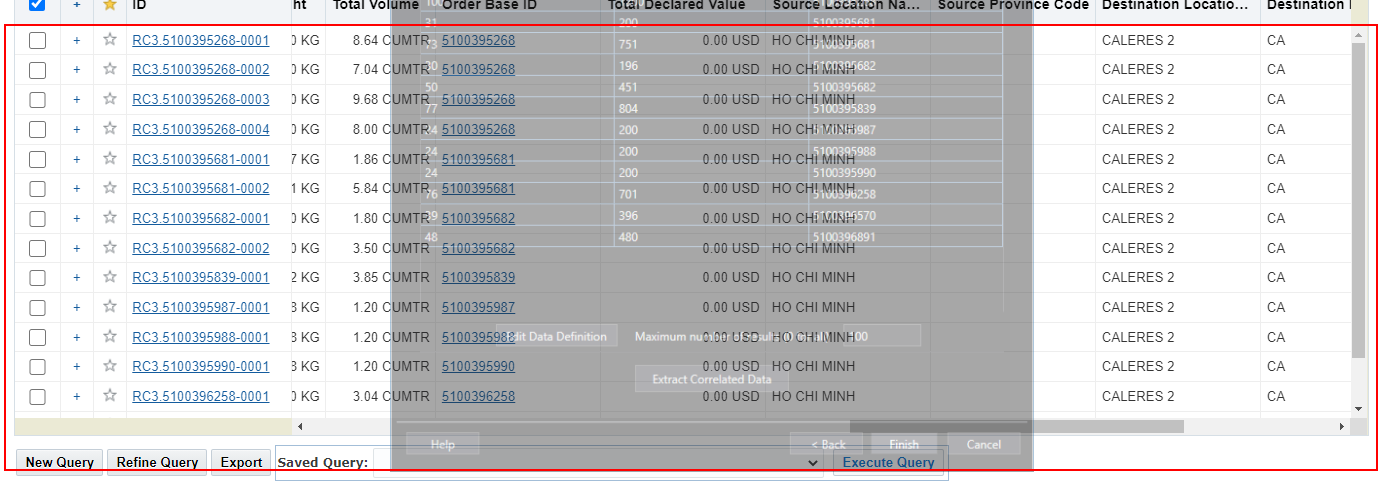 + ID ht Total Volume Order Base ID Total Declared Value Source Location Na... Source Province Code Destination Locatio... Destination
31 200 5100395681
RC3.5100395268-0001 0 KG 8.64 CUMTR 5100395268 0.00 USD HO CHI MINH CALERES 2 CA
73 751 5100395681
RC3.5100395268-0002 0 KG 7.04 CUMTR 5100395268 0.00 USD HO CHI MINH CALERES 2 CA
30 196 5100395682
50 451 5100395682
RC3.5100395268-0003 0 KG 9.68 CUMTR 5100395268 0.00 USD HO CHI MINH CALERES 2 CA
77 804 5100395839
RC3.5100395268-0004 0 KG 8.00 CUMTR 5100395268 0.00 USD HO CHI MINH CALERES 2 CA
24 200 5100395987
24 200 5100395988
RC3.5100395681-0001 7 KG 1.86 CUMTR 5100395681 0.00 USD HO CHI MINH CALERES 2 CA
24 200 5100395990
RC3.5100395681-0002 1 KG 5.84 CUMTR 5100395681 0.00 USD HO CHI MINH CALERES 2 CA
76 701 5100396258
RC3.5100395682-0001 0 KG 1.80 CUMTR 5100395682 0.00 USD HO CHI MINH CALERES 2 CA
39 396 5100396570
48 480 5100396891
RC3.5100395682-0002 0 KG 3.50 CUMTR 5100395682 0.00 USD HO CHI MINH CALERES 2 CA
RC3.5100395839-0001 2 KG 3.85 CUMTR 5100395839 0.00 USD HO CHI MINH CALERES 2 CA
RC3.5100395987-0001 3 KG 1.20 CUMTR 5100395987 0.00 USD HO CHI MINH CALERES 2 CA
RC3.5100395988-0001 3 KG 1.20 CUMTR 5100395988 0.00 USD HO CHI MINH CALERES 2 CA
Edit Data Definition Maximum number of results
RC3.5100395990-0001 3 KG 1.20 CUMTR 5100395990 0.00 USD HO CHI MINH CALERES 2 CA
Extract Correlated Data
RC3.5100396258-0001 0 KG 3.04 CUMTR 5100396258 0.00 USD HO CHI MINH CALERES 2 CA
Help < Back Finish Cancel
New Query Refine Query Export Saved Query: Execute Query